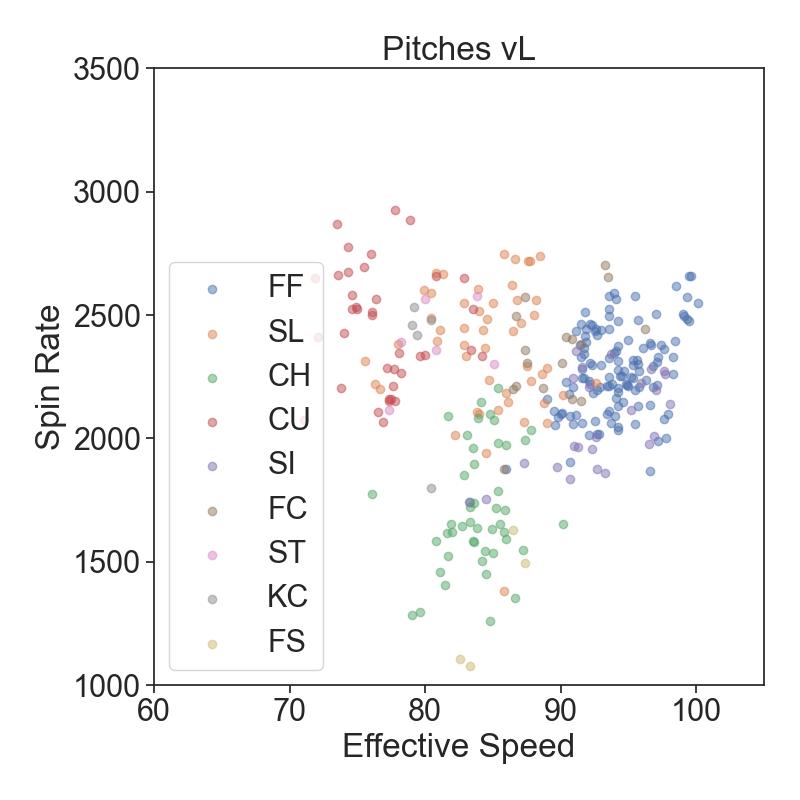 Pitches vL
3500
3000
2500
2000
1500
1000
Spin Rate
FF
SL
CH
CU
SI
FC
ST
KC
FS
60 70 80 90 100
Effective Speed